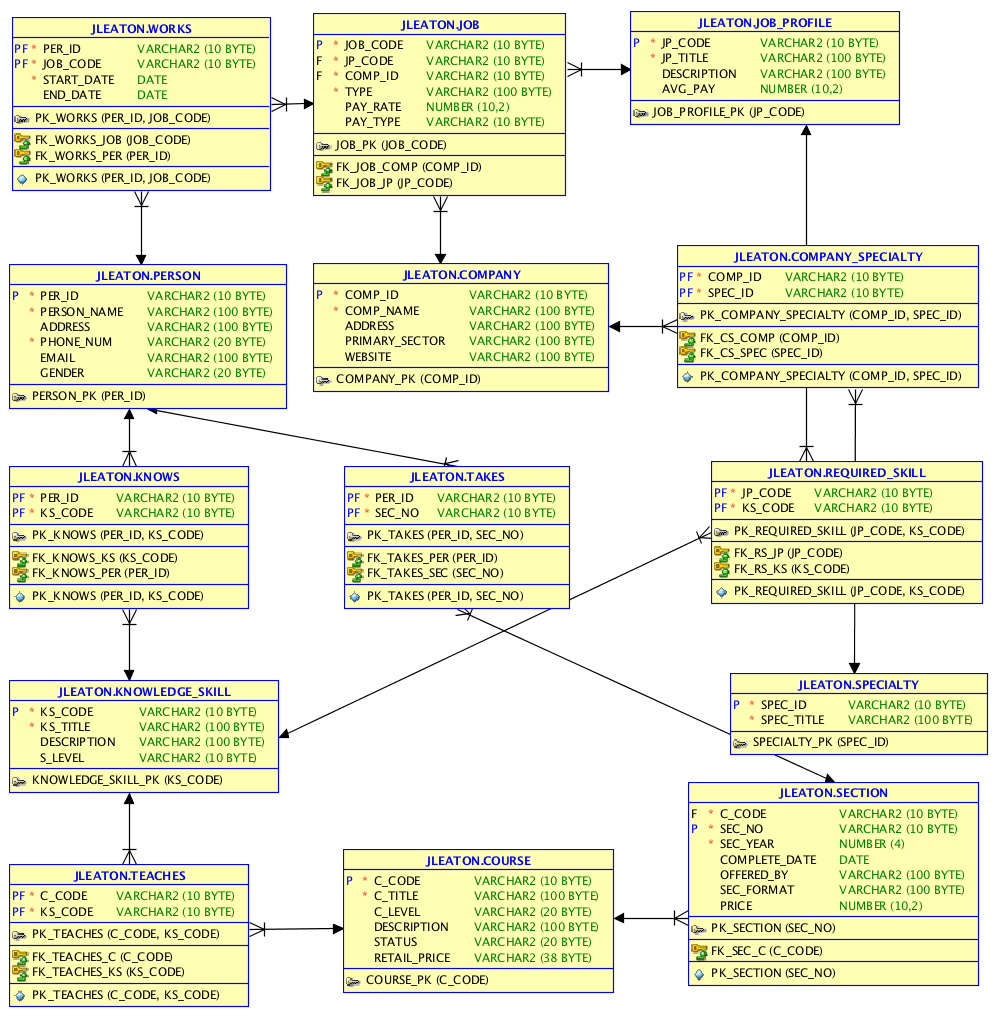 JLEATON.WORKS
PF * PER_ID VARCHAR2 (10 BYTE)
PF * JOB_CODE VARCHAR2 (10 BYTE)
* START_DATE DATE
END_DATE DATE
PK_WORKS (PER_ID, JOB_CODE)
FK_WORKS_JOB (JOB_CODE)
FK_WORKS_PER (PER_ID)
PK_WORKS (PER_ID, JOB_CODE)
JLEATON.JOB
P * JOB_CODE VARCHAR2 (10 BYTE)
F * JP_CODE VARCHAR2 (10 BYTE)
F * COMP_ID VARCHAR2 (10 BYTE)
* TYPE VARCHAR2 (100 BYTE)
PAY_RATE NUMBER (10,2)
PAY_TYPE VARCHAR2 (10 BYTE)
JOB_PK (JOB_CODE)
FK_JOB_COMP (COMP_ID)
FK_JOB_JP (JP_CODE)
JLEATON.JOB_PROFILE
P * JP_CODE VARCHAR2 (10 BYTE)
* JP_TITLE VARCHAR2 (100 BYTE)
DESCRIPTION VARCHAR2 (100 BYTE)
AVG_PAY NUMBER (10,2)
JOB_PROFILE_PK (JP_CODE)
JLEATON.PERSON
P * PER_ID VARCHAR2 (10 BYTE)
* PERSON_NAME VARCHAR2 (100 BYTE)
ADDRESS VARCHAR2 (100 BYTE)
* PHONE_NUM VARCHAR2 (20 BYTE)
EMAIL VARCHAR2 (100 BYTE)
GENDER VARCHAR2 (20 BYTE)
PERSON_PK (PER_ID)
JLEATON.COMPANY
P * COMP_ID VARCHAR2 (10 BYTE)
* COMP_NAME VARCHAR2 (100 BYTE)
ADDRESS VARCHAR2 (100 BYTE)
PRIMARY_SECTOR VARCHAR2 (100 BYTE)
WEBSITE VARCHAR2 (100 BYTE)
COMPANY_PK (COMP_ID)
JLEATON.COMPANY_SPECIALTY
PF * COMP_ID VARCHAR2 (10 BYTE)
PF * SPEC_ID VARCHAR2 (10 BYTE)
PK_COMPANY_SPECIALTY (COMP_ID, SPEC_ID)
FK_CS_COMP (COMP_ID)
FK_CS_SPEC (SPEC_ID)
PK_COMPANY_SPECIALTY (COMP_ID, SPEC_ID)
JLEATON.KNOWS
PF * PER_ID VARCHAR2 (10 BYTE)
PF * KS_CODE VARCHAR2 (10 BYTE)
PK_KNOWS (PER_ID, KS_CODE)
FK_KNOWS_KS (KS_CODE)
FK_KNOWS_PER (PER_ID)
PK_KNOWS (PER_ID, KS_CODE)
JLEATON.TAKES
PF * PER_ID VARCHAR2 (10 BYTE)
PF * SEC_NO VARCHAR2 (10 BYTE)
PK_TAKES (PER_ID, SEC_NO)
FK_TAKES_PER (PER_ID)
FK_TAKES_SEC (SEC_NO)
PK_TAKES (PER_ID, SEC_NO)
JLEATON.REQUIRED_SKILL
PF * JP_CODE VARCHAR2 (10 BYTE)
PF * KS_CODE VARCHAR2 (10 BYTE)
PK_REQUIRED_SKILL (JP_CODE, KS_CODE)
FK_RS_JP (JP_CODE)
FK_RS_KS (KS_CODE)
PK_REQUIRED_SKILL (JP_CODE, KS_CODE)
JLEATON.KNOWLEDGE_SKILL
P * KS_CODE VARCHAR2 (10 BYTE)
* KS_TITLE VARCHAR2 (100 BYTE)
DESCRIPTION VARCHAR2 (100 BYTE)
S_LEVEL VARCHAR2 (10 BYTE)
KNOWLEDGE_SKILL_PK (KS_CODE)
JLEATON.SPECIALTY
P * SPEC_ID VARCHAR2 (10 BYTE)
* SPEC_TITLE VARCHAR2 (100 BYTE)
SPECIALTY_PK (SPEC_ID)
JLEATON.TEACHES
PF * C_CODE VARCHAR2 (10 BYTE)
PF * KS_CODE VARCHAR2 (10 BYTE)
PK_TEACHES (C_CODE, KS_CODE)
FK_TEACHES_C (C_CODE)
FK_TEACHES_KS (KS_CODE)
PK_TEACHES (C_CODE, KS_CODE)
JLEATON.COURSE
P * C_CODE VARCHAR2 (10 BYTE)
* C_TITLE VARCHAR2 (100 BYTE)
C_LEVEL VARCHAR2 (20 BYTE)
DESCRIPTION VARCHAR2 (100 BYTE)
STATUS VARCHAR2 (20 BYTE)
RETAIL_PRICE VARCHAR2 (38 BYTE)
COURSE_PK (C_CODE)
JLEATON.SECTION
F * C_CODE VARCHAR2 (10 BYTE)
P * SEC_NO VARCHAR2 (10 BYTE)
* SEC_YEAR NUMBER (4)
COMPLETE_DATE DATE
OFFERED_BY VARCHAR2 (100 BYTE)
SEC_FORMAT VARCHAR2 (100 BYTE)
PRICE NUMBER (10,2)
PK_SECTION (SEC_NO)
FK_SEC_C (C_CODE)
PK_SECTION (SEC_NO)